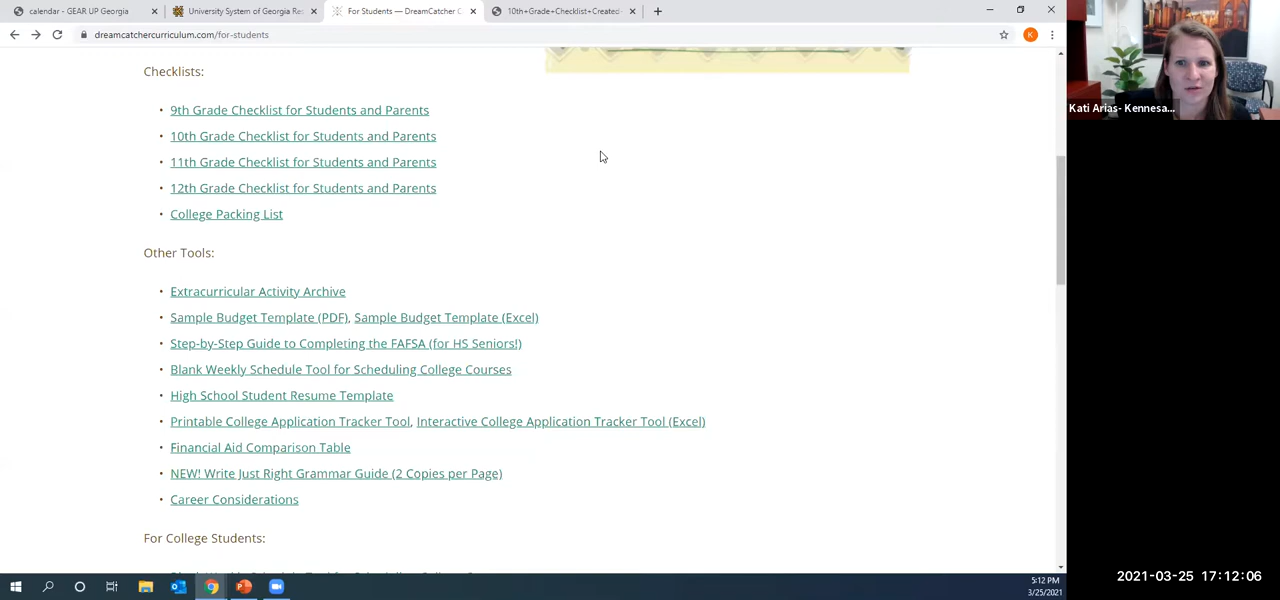 calendar - GEAR UP Georgia
University System of Georgia Re
For Students — DreamCatcher C
10th+Grade+Checklist+Created
dreamcatchercurriculum.com/for-students
K
Kati Arias- Kennesa...
Checklists:
• 9th Grade Checklist for Students and Parents
• 10th Grade Checklist for Students and Parents
• 11th Grade Checklist for Students and Parents
• 12th Grade Checklist for Students and Parents
• College Packing List
Other Tools:
• Extracurricular Activity Archive
• Sample Budget Template (PDF), Sample Budget Template (Excel)
• Step-by-Step Guide to Completing the FAFSA (for HS Seniors!)
• Blank Weekly Schedule Tool for Scheduling College Courses
• High School Student Resume Template
• Printable College Application Tracker Tool, Interactive College Application Tracker Tool (Excel)
• Financial Aid Comparison Table
• NEW! Write Just Right Grammar Guide (2 Copies per Page)
• Career Considerations
For College Students:
5:12 PM
3/25/2021
2021-03-25 17:12:06